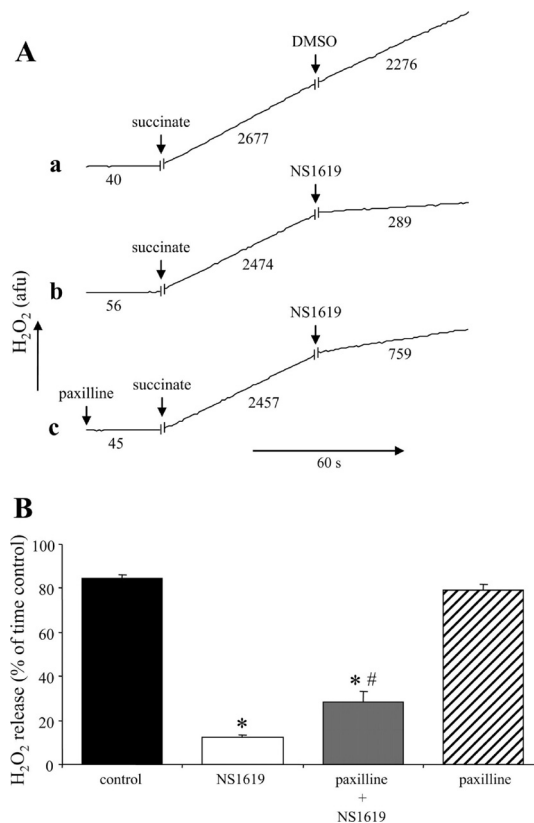 A
DMSO
2276
succinate
2677
a
40
NS1619
succinate
289
2474
b
56
H₂O₂ (afu)
NS1619
paxilline
succinate
759
2457
c
45
60 s
B
H₂O₂ release (% of time control)
100
80
60
40
20
0
*
* #
control
NS1619
paxilline
+
NS1619
paxilline